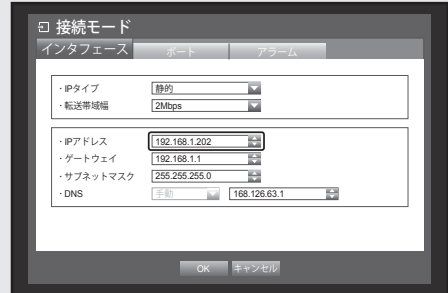 接続モード
インタフェース ポート アラーム
・IPタイプ 静的
・転送帯域幅 2Mbps
・IPアドレス 192.168.1.202
・ゲートウェイ 192.168.1.1
・サブネットマスク 255.255.255.0
・DNS 手動 168.126.63.1
OK キャンセル